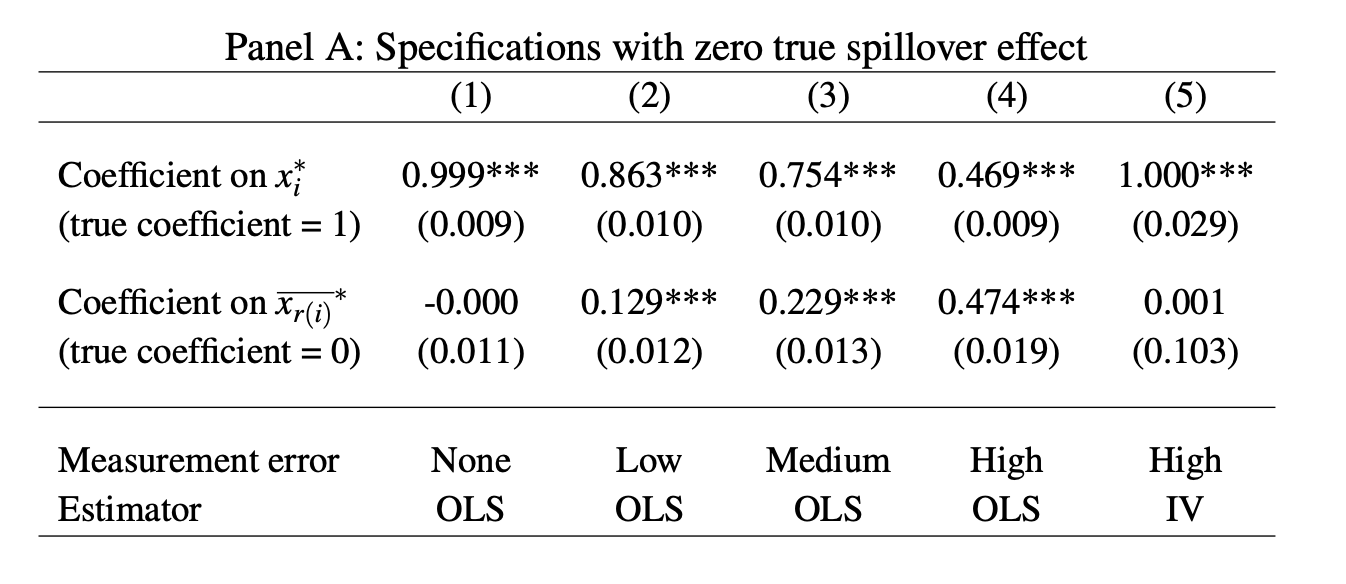 Panel A: Specifications with zero true spillover effect
(1) (2) (3) (4) (5)
Coefficient on $x_i^*$ 0.999*** 0.863*** 0.754*** 0.469*** 1.000***
(true coefficient = 1) (0.009) (0.010) (0.010) (0.009) (0.029)
Coefficient on $\overline{x_{r(i)}}^*$ -0.000 0.129*** 0.229*** 0.474*** 0.001
(true coefficient = 0) (0.011) (0.012) (0.013) (0.019) (0.103)
Measurement error None Low Medium High High
Estimator OLS OLS OLS OLS IV